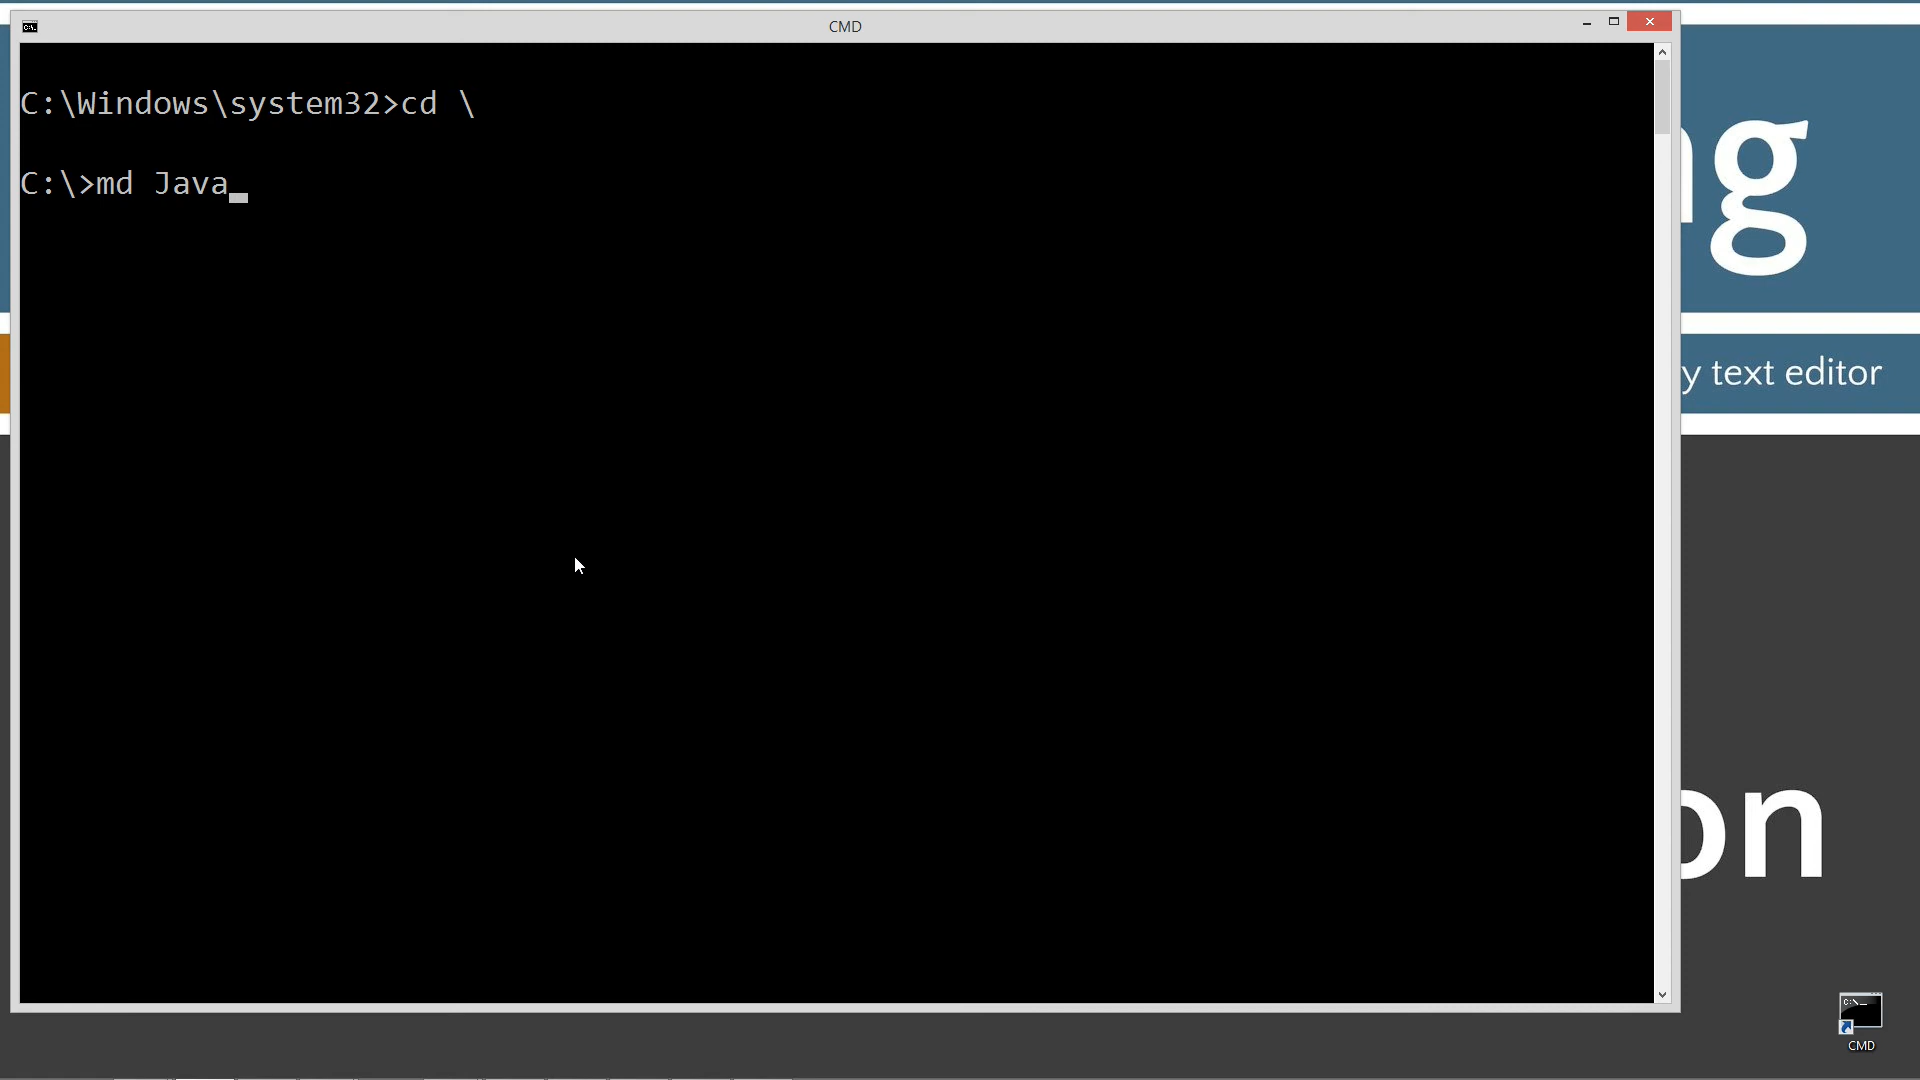 CMD
C:\Windows\system32>cd \
C:\>md Java
g
y text editor
on
CMD